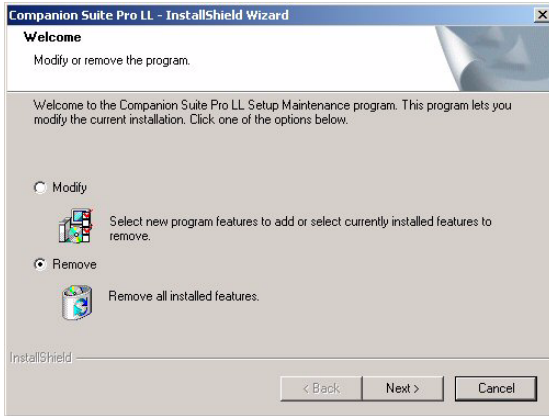 Companion Suite Pro LL - InstallShield Wizard
Welcome
Modify or remove the program.
Welcome to the Companion Suite Pro LL Setup Maintenance program. This program lets you
modify the current installation. Click one of the options below.
Modify
Select new program features to add or select currently installed features to
remove.
Remove
Remove all installed features.
InstallShield
< Back Next > Cancel